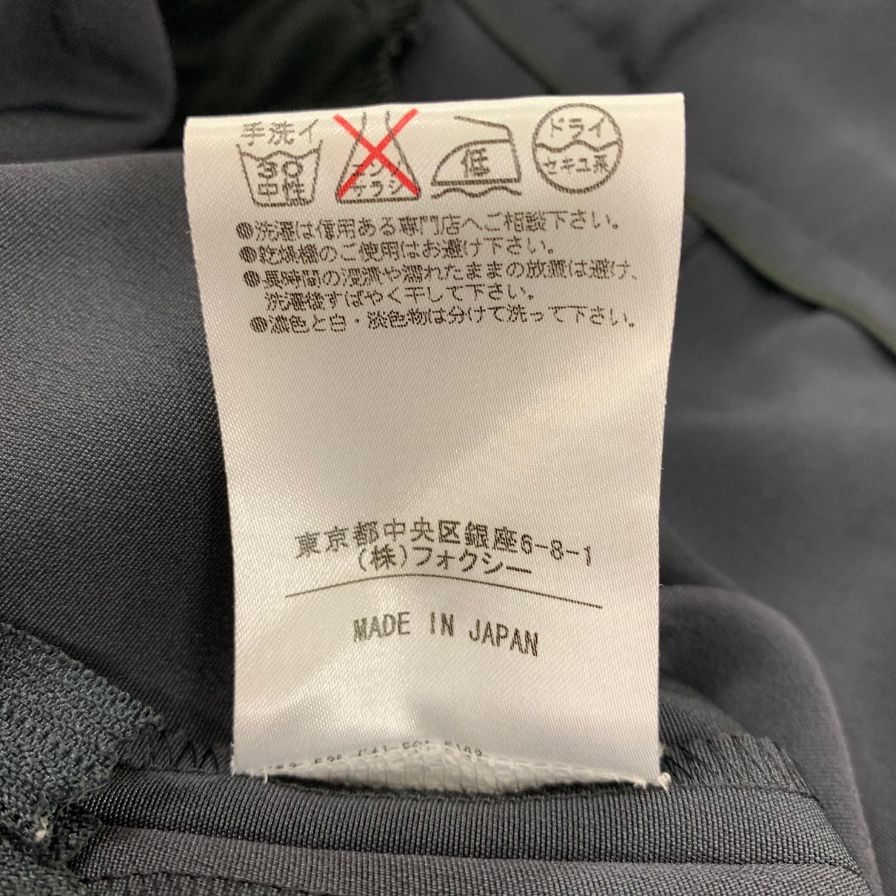 手洗イ
30
中性
エンソ
サラシ
低
ドライ
セキユ系
●洗濯は信用ある専門店へご相談下さい。
●乾燥機のご使用はお避け下さい。
●長時間の浸漬や濡れたままの放置は避け、
洗濯後すばやく干して下さい。
●濃色と白・淡色物は分けて洗って下さい。
東京都中央区銀座6-8-1
(株)フォクシー
MADE IN JAPAN